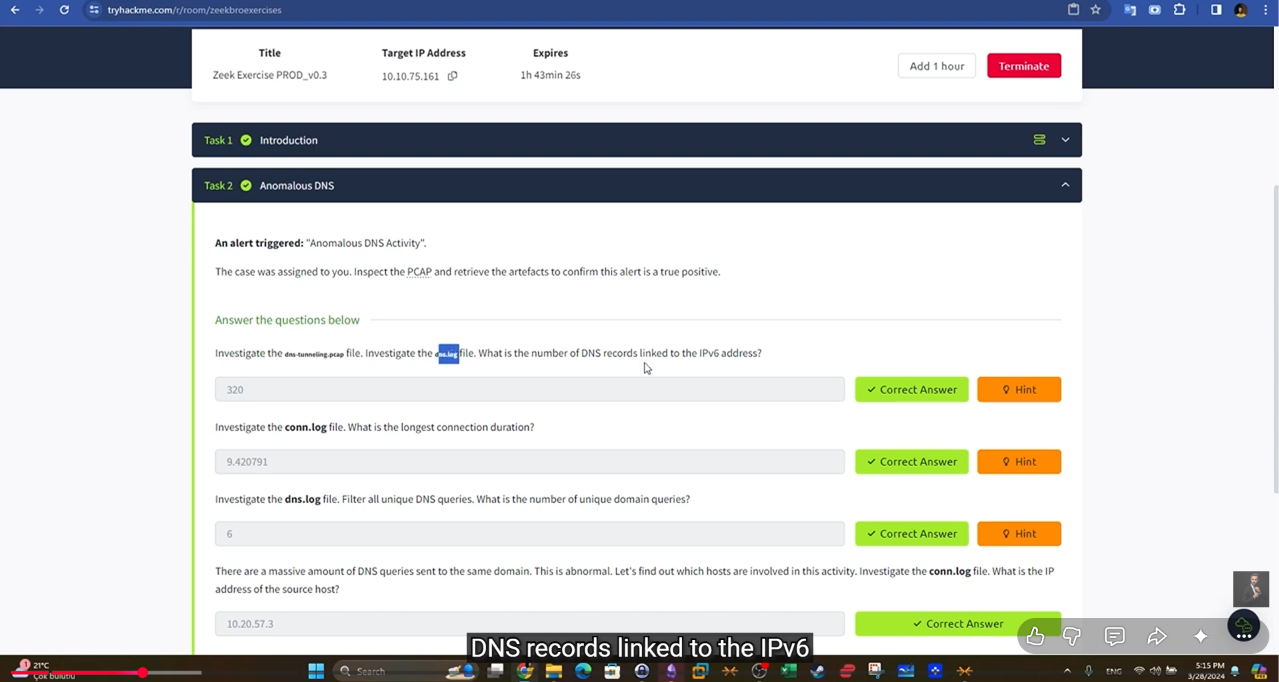 tryhackme.com/r/room/zeekbroexercises
Title Target IP Address Expires
Zeek Exercise PROD_v0.3 10.10.75.161 1h 43min 26s Add 1 hour Terminate
Task 1 Introduction
Task 2 Anomalous DNS
An alert triggered: "Anomalous DNS Activity".
The case was assigned to you. Inspect the PCAP and retrieve the artefacts to confirm this alert is a true positive.
Answer the questions below
Investigate the dns-tunneling.pcap file. Investigate the dns.log file. What is the number of DNS records linked to the IPv6 address?
320 Correct Answer Hint
Investigate the conn.log file. What is the longest connection duration?
9.420791 Correct Answer Hint
Investigate the dns.log file. Filter all unique DNS queries. What is the number of unique domain queries?
6 Correct Answer Hint
There are a massive amount of DNS queries sent to the same domain. This is abnormal. Let's find out which hosts are involved in this activity. Investigate the conn.log file. What is the IP
address of the source host?
10.20.57.3 Correct Answer
DNS records linked to the IPv6
1 21°C Search ENG 5:15 PM
Çok bulutlu 3/28/2024